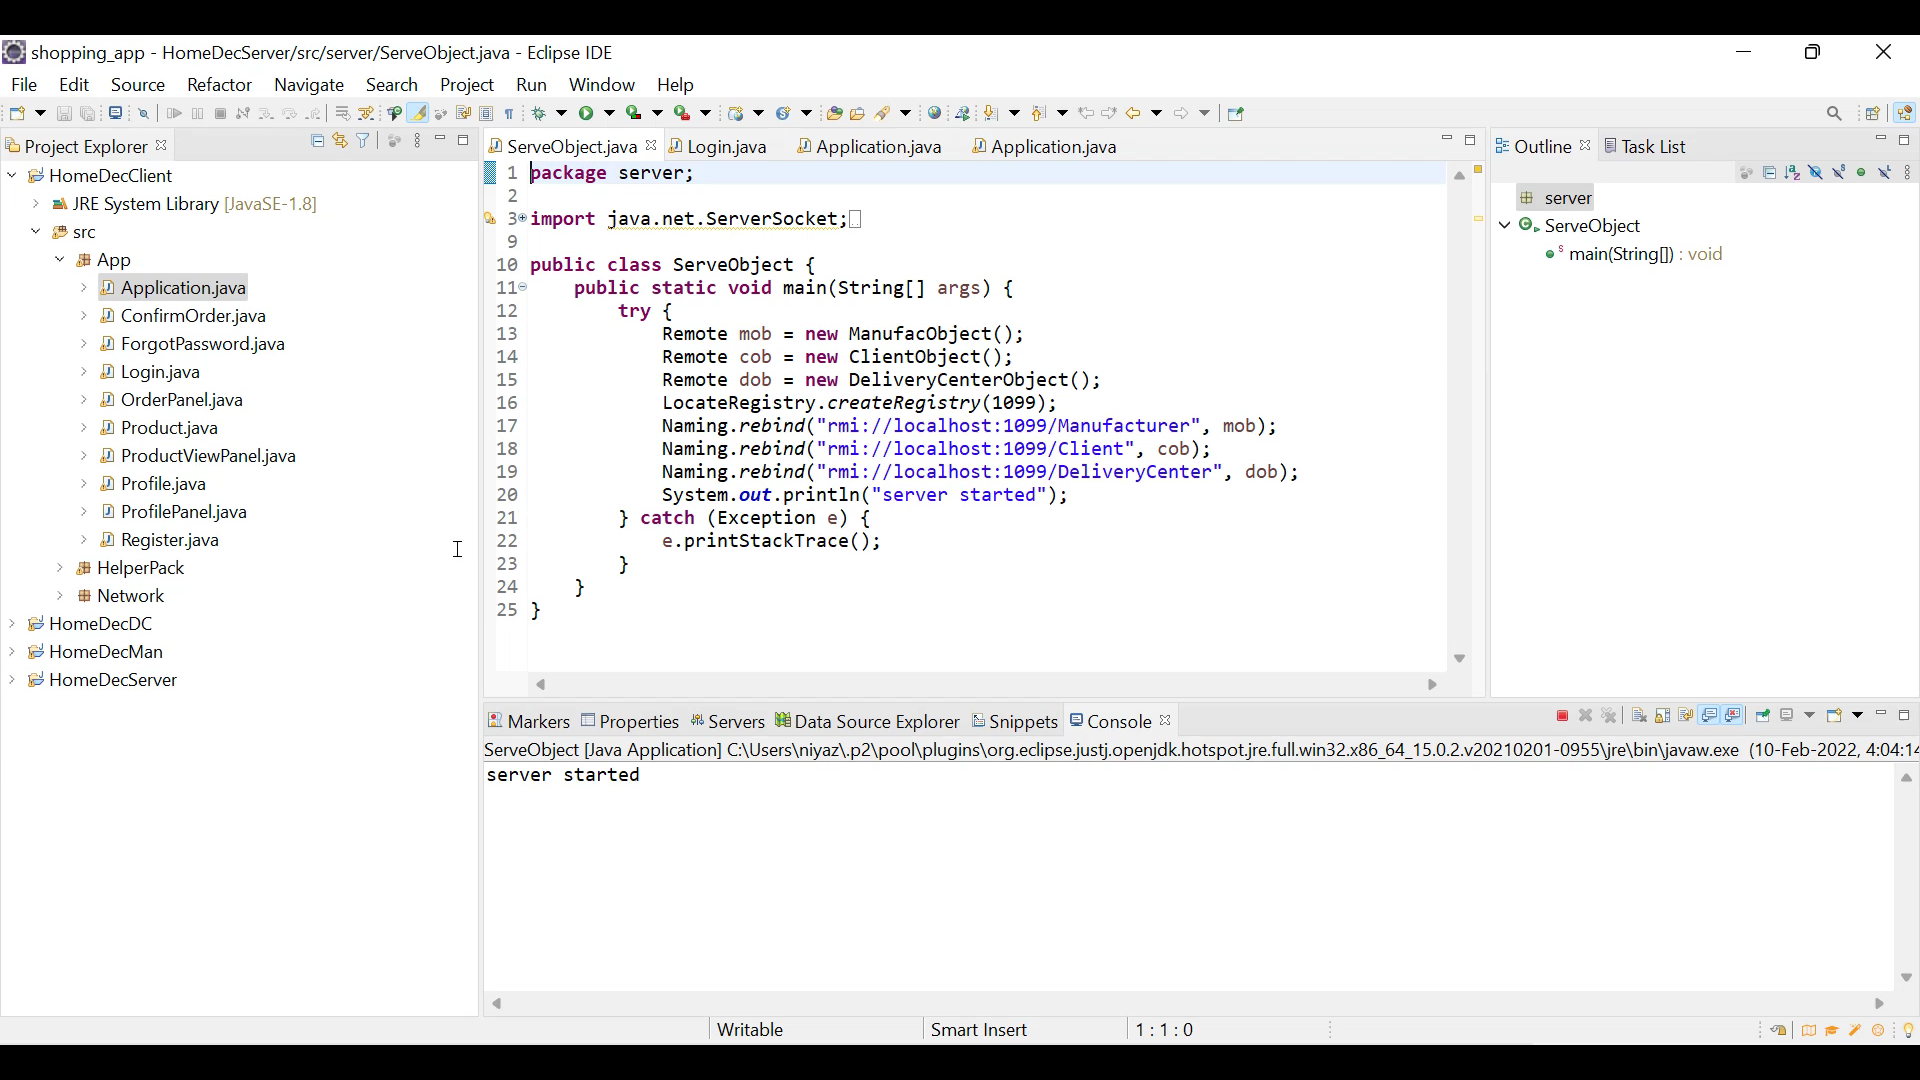 shopping_app - HomeDecServer/src/server/ServeObject.java - Eclipse IDE
File Edit Source Refactor Navigate Search Project Run Window Help
Project Explorer
HomeDecClient
JRE System Library [JavaSE-1.8]
src
App
Application.java
ConfirmOrder.java
ForgotPassword.java
Login.java
OrderPanel.java
Product.java
ProductViewPanel.java
Profile.java
ProfilePanel.java
Register.java
HelperPack
Network
HomeDecDC
HomeDecMan
HomeDecServer
ServeObject.java Login.java Application.java Application.java
1 package server;
2
3 import java.net.ServerSocket;
9
10 public class ServeObject {
11 public static void main(String[] args) {
12 try {
13 Remote mob = new ManufacObject();
14 Remote cob = new ClientObject();
15 Remote dob = new DeliveryCenterObject();
16 LocateRegistry.createRegistry(1099);
17 Naming.rebind("rmi://localhost:1099/Manufacturer", mob);
18 Naming.rebind("rmi://localhost:1099/Client", cob);
19 Naming.rebind("rmi://localhost:1099/DeliveryCenter", dob);
20 System.out.println("server started");
21 } catch (Exception e) {
22 e.printStackTrace();
23 }
24 }
25 }
Outline Task List
server
ServeObject
main(String[]) : void
Markers Properties Servers Data Source Explorer Snippets Console
ServeObject [Java Application] C:\Users\niyaz\.p2\pool\plugins\org.eclipse.justj.openjdk.hotspot.jre.full.win32.x86_64_15.0.2.v20210201-0955\jre\bin\javaw.exe (10-Feb-2022, 4:04:14
server started
Writable Smart Insert 1 : 1 : 0